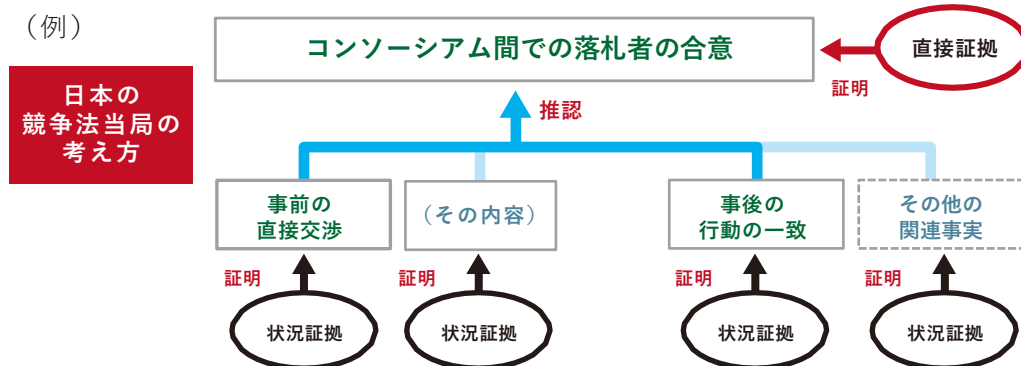 (例)
日本の
競争法当局の
考え方
コンソーシアム間での落札者の合意
直接証拠
証明
推認
事前の
直接交渉
(その内容)
事後の
行動の一致
その他の
関連事実
証明
証明
証明
証明
状況証拠
状況証拠
状況証拠
状況証拠